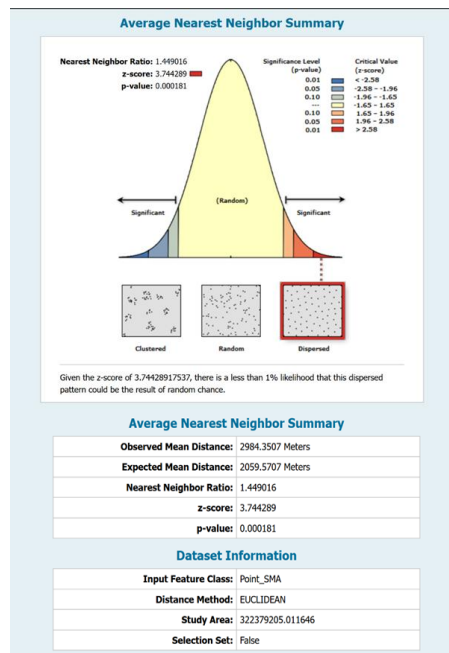 Average Nearest Neighbor Summary
Nearest Neighbor Ratio: 1.449016
z-score: 3.744289
p-value: 0.000181
Significance Level
(p-value)
Critical Value
(z-score)
0.01 < -2.58
0.05 -2.58 - -1.96
0.10 -1.96 - -1.65
--- -1.65 - 1.65
0.10 1.65 - 1.96
0.05 1.96 - 2.58
0.01 > 2.58
(Random)
Significant
Significant
Clustered
Random
Dispersed
Given the z-score of 3.74428917537, there is a less than 1% likelihood that this dispersed
pattern could be the result of random chance.
Average Nearest Neighbor Summary
Observed Mean Distance: 2984.3507 Meters
Expected Mean Distance: 2059.5707 Meters
Nearest Neighbor Ratio: 1.449016
z-score: 3.744289
p-value: 0.000181
Dataset Information
Input Feature Class: Point_SMA
Distance Method: EUCLIDEAN
Study Area: 322379205.011646
Selection Set: False